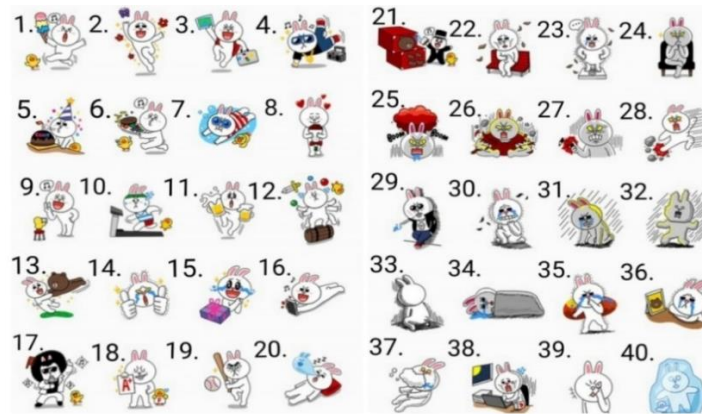 1. 2. 3. 4. 21. 22. 23. 24.
5. 6. 7. 8. 25. 26. 27. 28.
9. 10. 11. 12. 29. 30. 31. 32.
13. 14. 15. 16. 33. 34. 35. 36.
17. 18. 19. 20. 37. 38. 39. 40.
A+